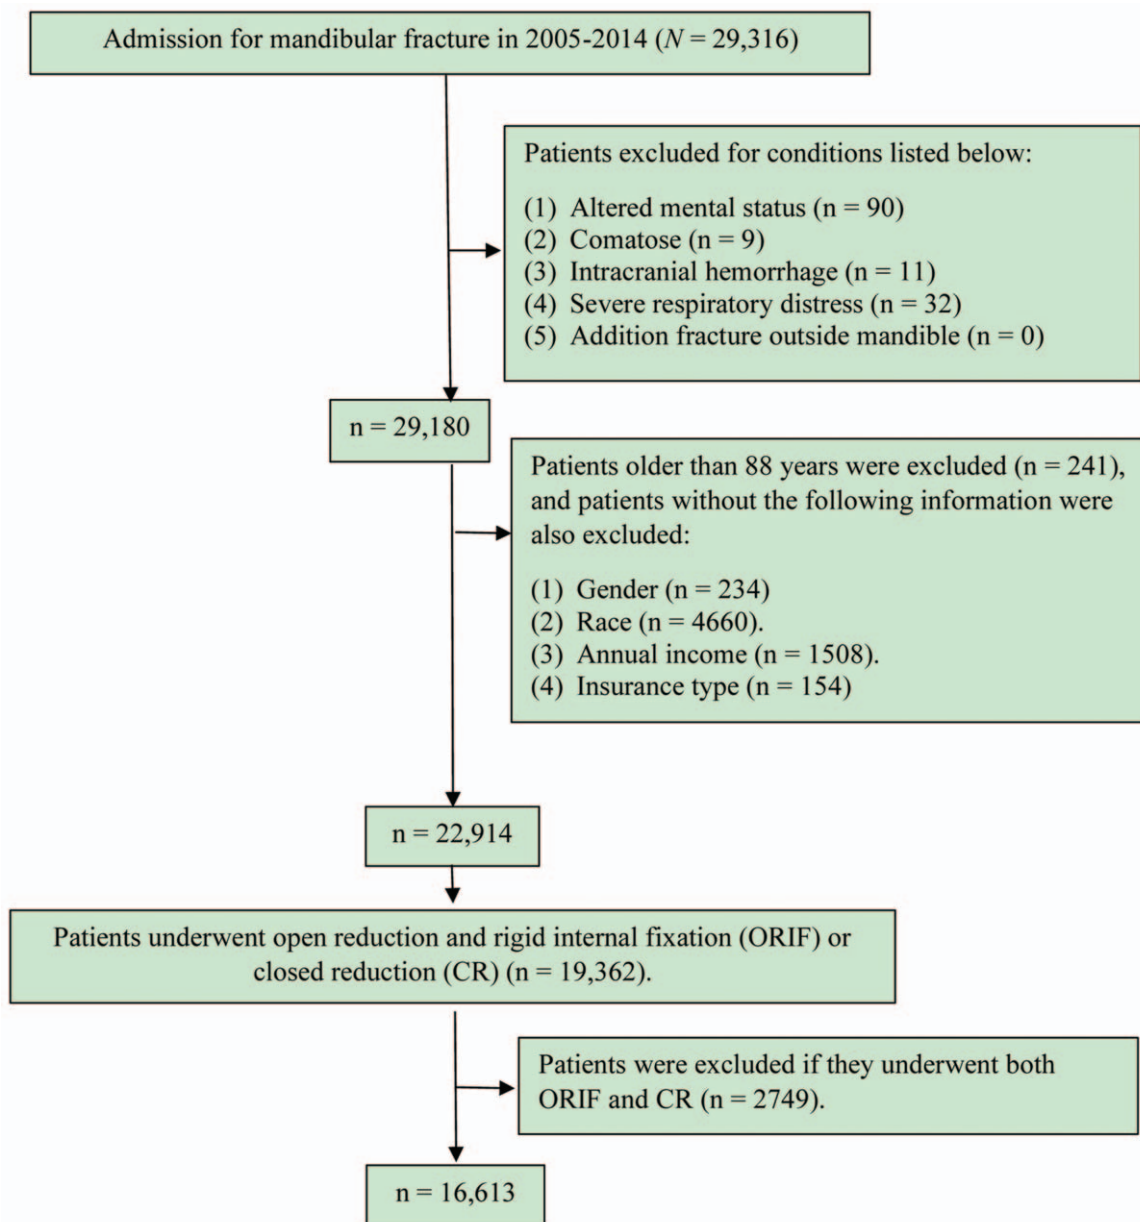 Admission for mandibular fracture in 2005-2014 (N = 29,316)
Patients excluded for conditions listed below:
(1) Altered mental status (n = 90)
(2) Comatose (n = 9)
(3) Intracranial hemorrhage (n = 11)
(4) Severe respiratory distress (n = 32)
(5) Addition fracture outside mandible (n = 0)
n = 29,180
Patients older than 88 years were excluded (n = 241),
and patients without the following information were
also excluded:
(1) Gender (n = 234)
(2) Race (n = 4660).
(3) Annual income (n = 1508).
(4) Insurance type (n = 154)
n = 22,914
Patients underwent open reduction and rigid internal fixation (ORIF) or
closed reduction (CR) (n = 19,362).
Patients were excluded if they underwent both
ORIF and CR (n = 2749).
n = 16,613